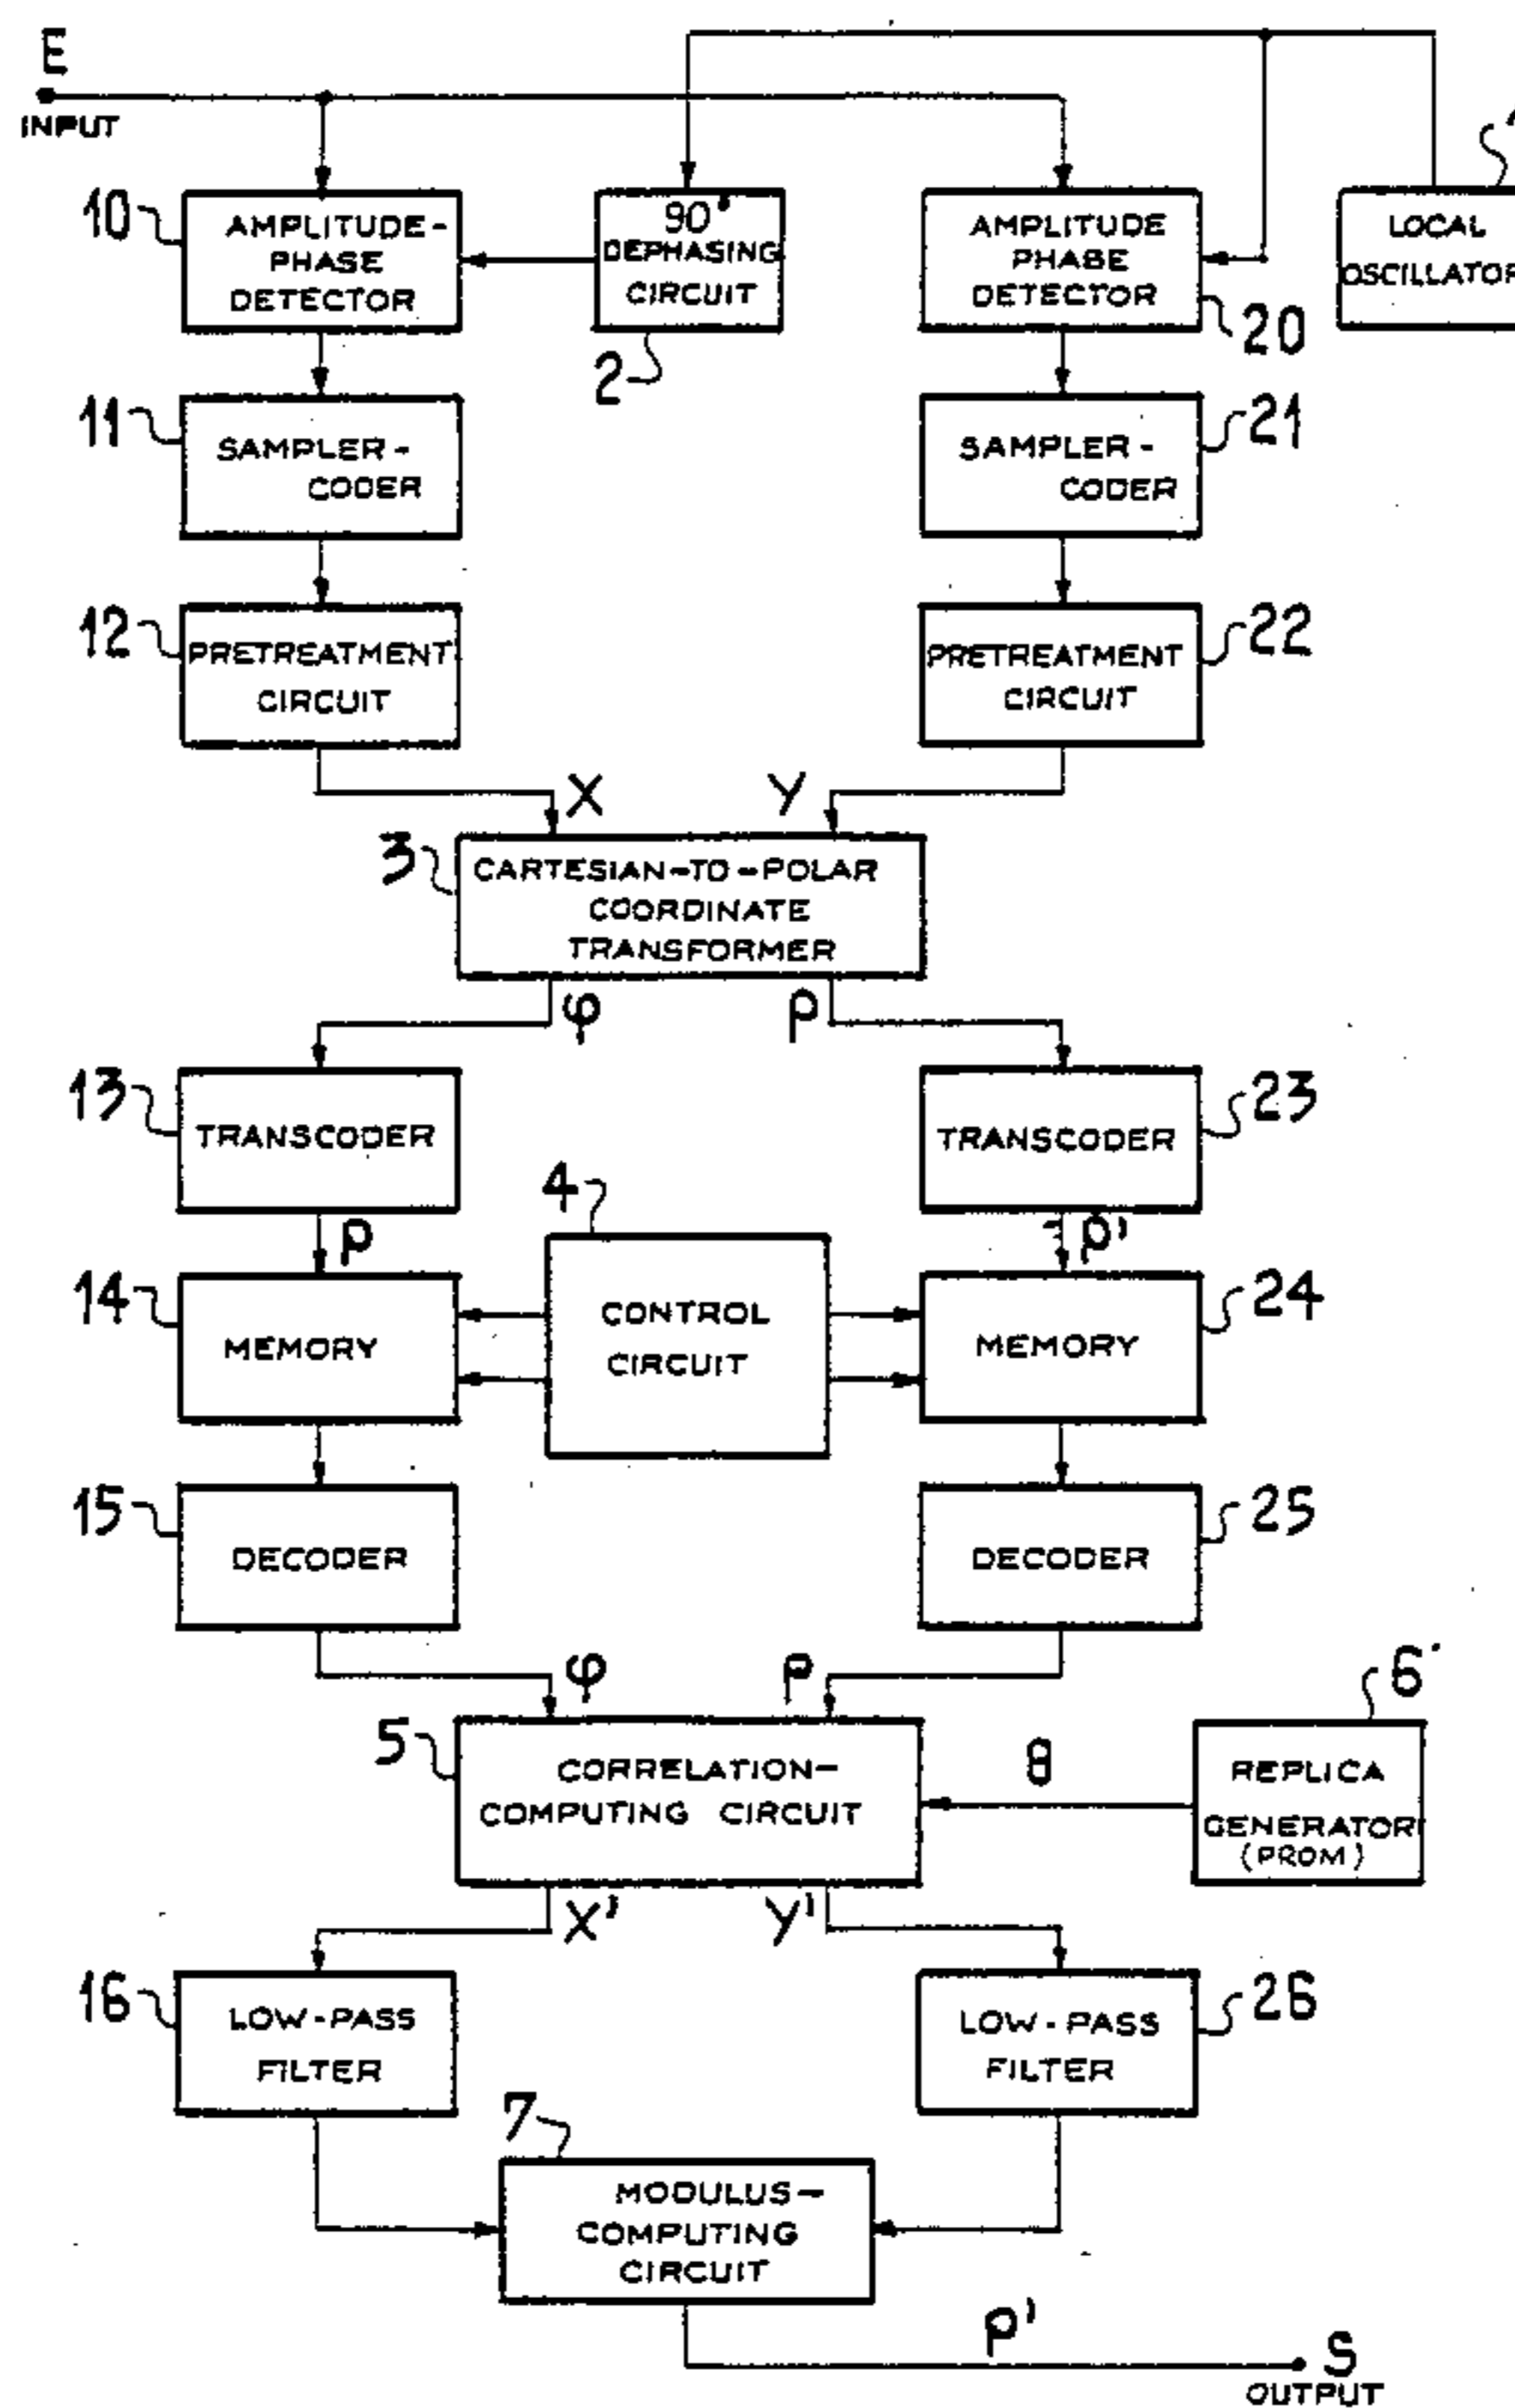 E
INPUT
10
AMPLITUDE-
PHASE
DETECTOR
90°
DEPHASING
CIRCUIT
2
AMPLITUDE
PHASE
DETECTOR
20
LOCAL
OSCILLATOR
11
SAMPLER-
CODER
SAMPLER-
CODER
21
12
PRETREATMENT
CIRCUIT
PRETREATMENT
CIRCUIT
22
X
Y
3
CARTESIAN-TO-POLAR
COORDINATE
TRANSFORMER
φ
ρ
13
TRANSCODER
TRANSCODER
23
p
p'
4
14
MEMORY
CONTROL
CIRCUIT
MEMORY
24
15
DECODER
DECODER
25
φ
ρ
5
CORRELATION-
COMPUTING CIRCUIT
θ
6
REPLICA
GENERATOR
(PROM)
X'
Y'
16
LOW-PASS
FILTER
LOW-PASS
FILTER
26
7
MODULUS-
COMPUTING
CIRCUIT
ρ'
S
OUTPUT